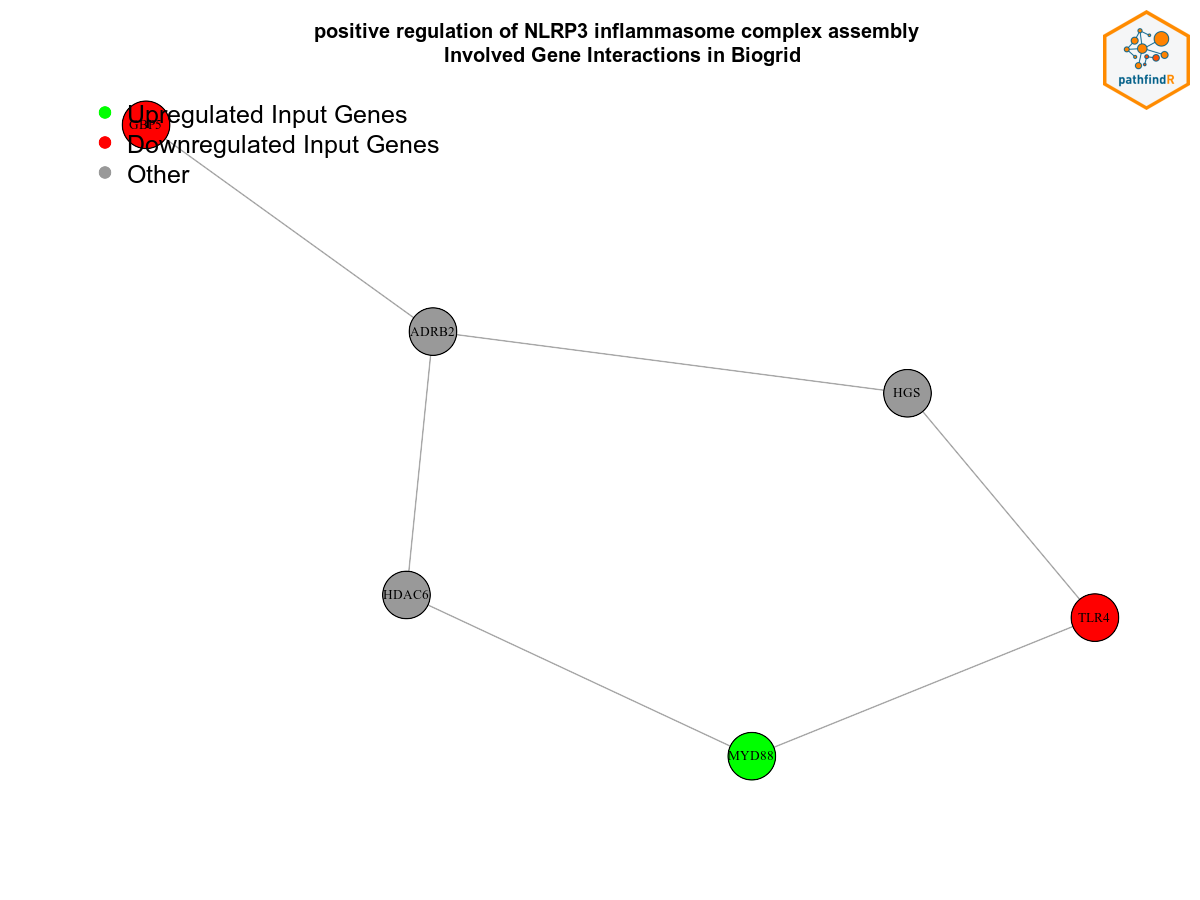 positive regulation of NLRP3 inflammasome complex assembly
Involved Gene Interactions in Biogrid
pathfindR
Upregulated Input Genes
GBP5
Downregulated Input Genes
Other
ADRB2
HGS
HDAC6
TLR4
MYD88